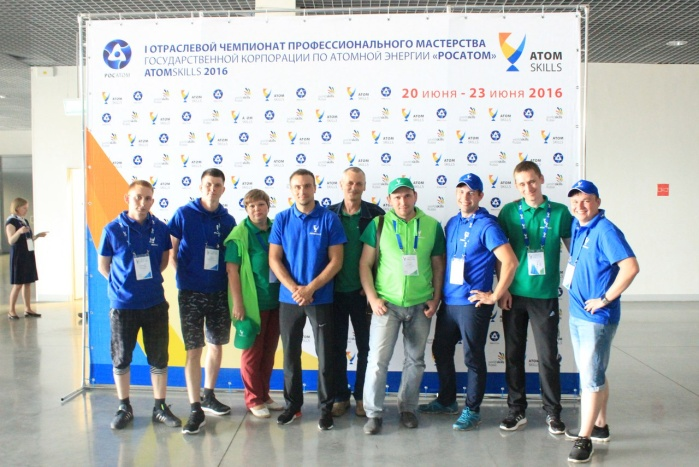 I ОТРАСЛЕВОЙ ЧЕМПИОНАТ ПРОФЕССИОНАЛЬНОГО МАСТЕРСТВА
ГОСУДАРСТВЕННОЙ КОРПОРАЦИИ ПО АТОМНОЙ ЭНЕРГИИ «РОСАТОМ»
ATOMSKILLS 2016
РОСАТОМ
ATOM
SKILLS
20 ИЮНЯ - 23 ИЮНЯ 2016